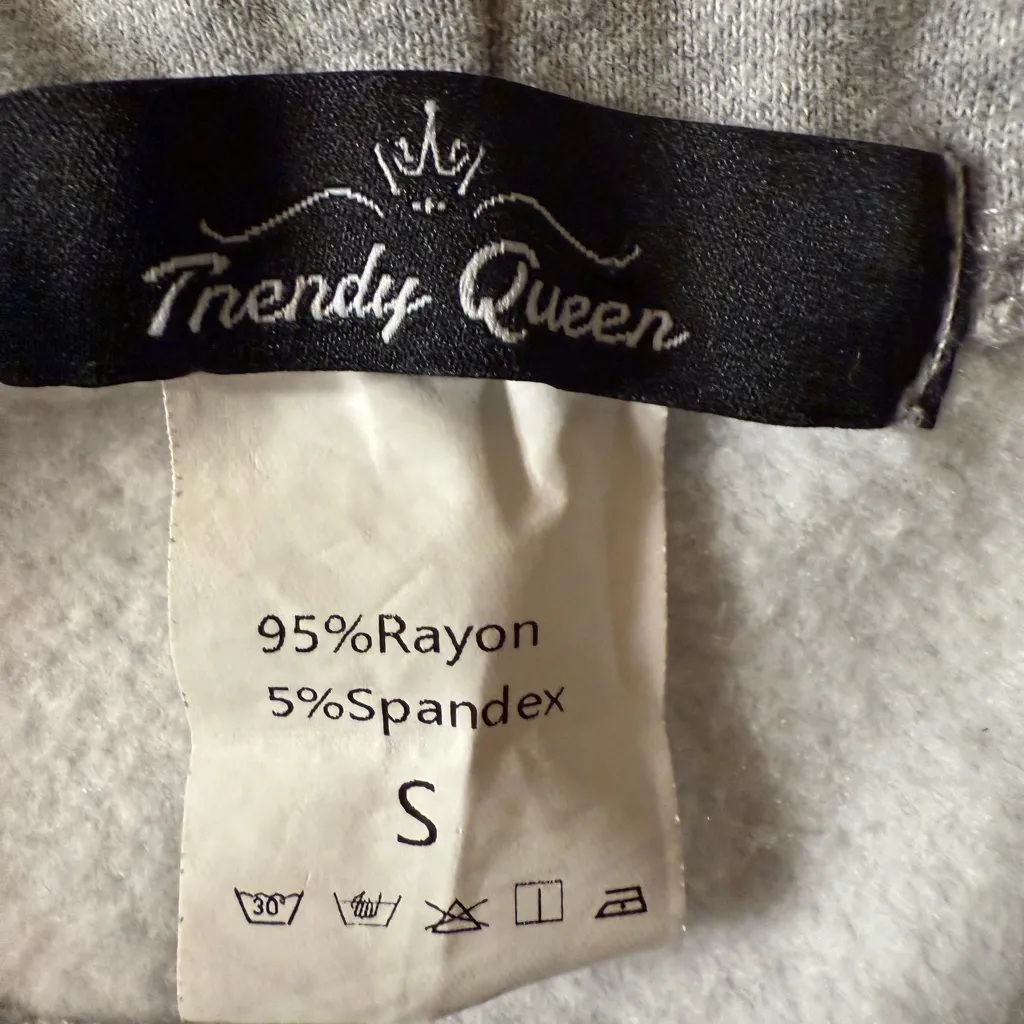 Trendy Queen
95%Rayon
5%Spandex
S
30°